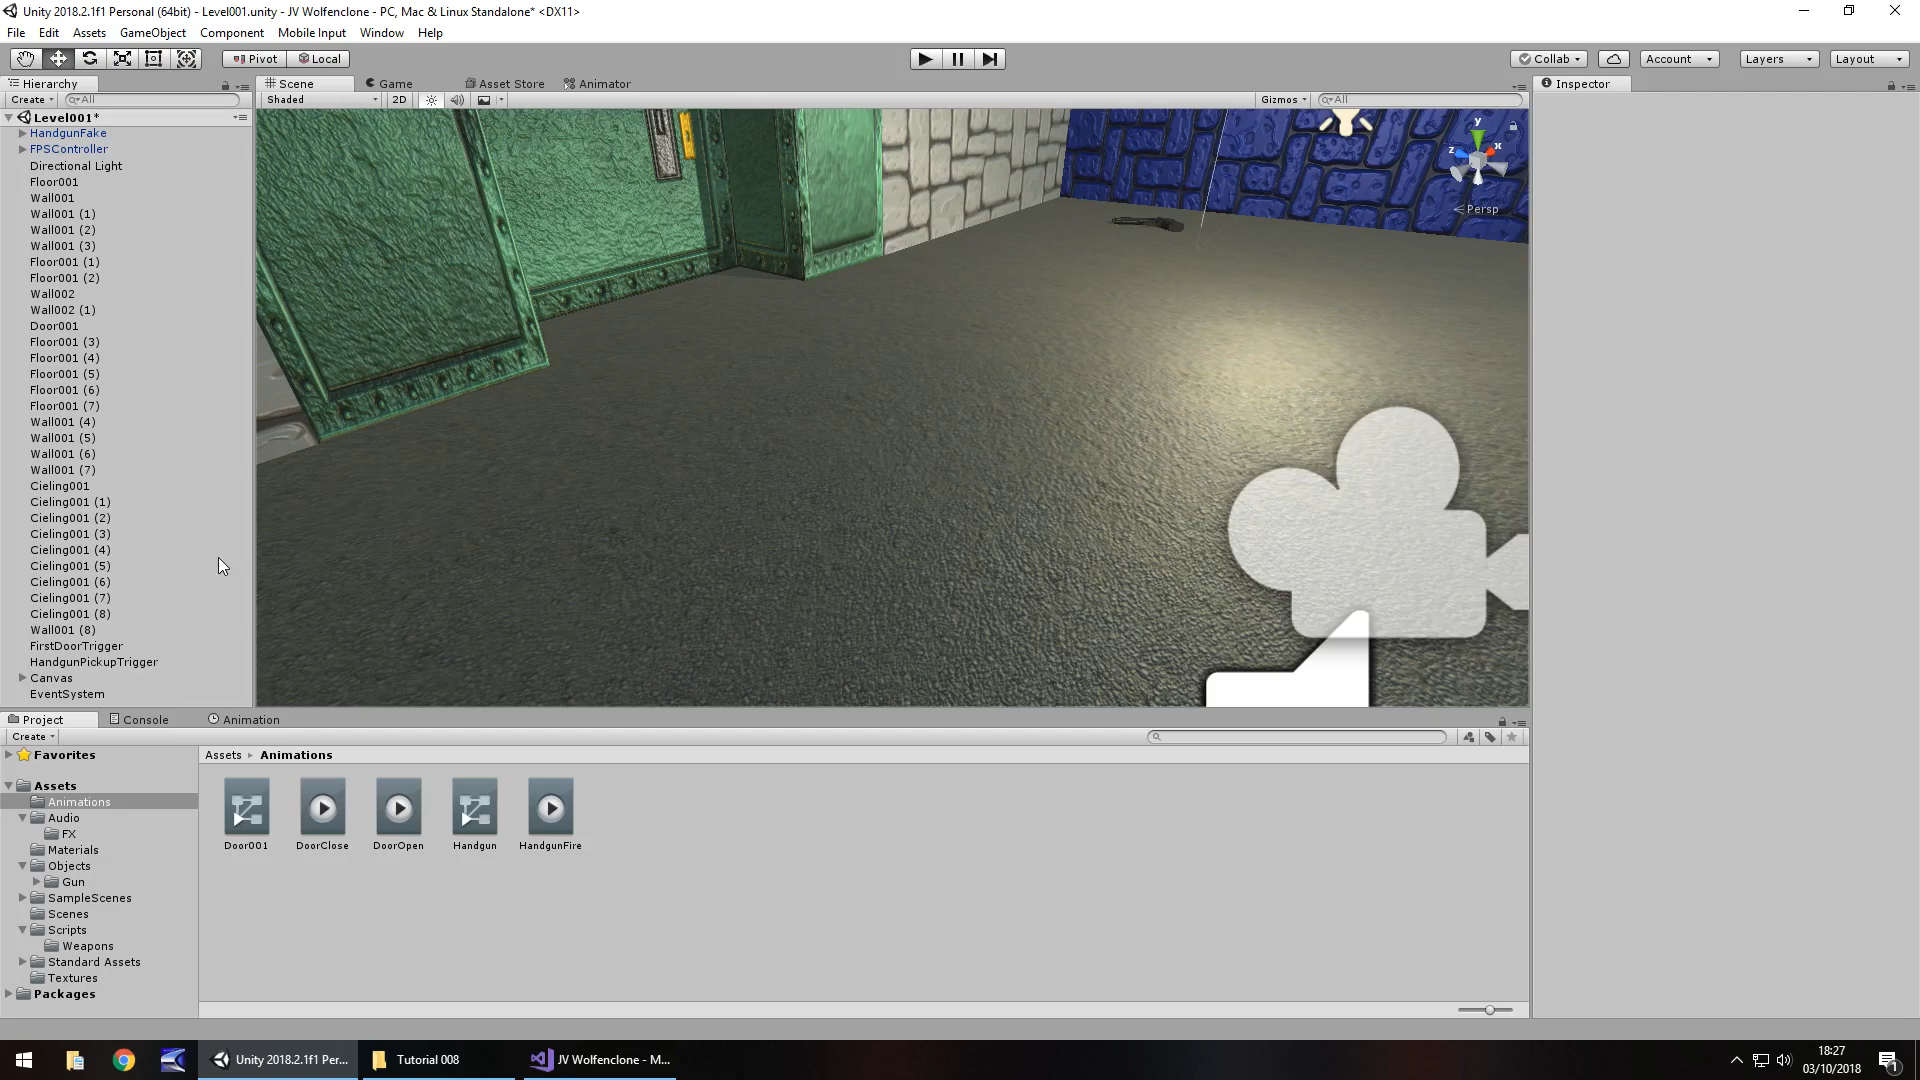 Unity 2018.2.1f1 Personal (64bit) - Level001.unity - JV Wolfenclone - PC, Mac & Linux Standalone* <DX11>
File Edit Assets GameObject Component Mobile Input Window Help
Pivot Local Collab Account Layers Layout
Hierarchy Scene Game Asset Store Animator Inspector
Create All Shaded 2D Gizmos All
Level001*
HandgunFake
FPSController
Directional Light
Floor001
Wall001
Wall001 (1)
Wall001 (2)
Wall001 (3)
Floor001 (1)
Floor001 (2)
Wall002
Wall002 (1)
Door001
Floor001 (3)
Floor001 (4)
Floor001 (5)
Floor001 (6)
Floor001 (7)
Wall001 (4)
Wall001 (5)
Wall001 (6)
Wall001 (7)
Cieling001
Cieling001 (1)
Cieling001 (2)
Cieling001 (3)
Cieling001 (4)
Cieling001 (5)
Cieling001 (6)
Cieling001 (7)
Cieling001 (8)
Wall001 (8)
FirstDoorTrigger
HandgunPickupTrigger
Canvas
EventSystem
y
z x
Persp
Project Console Animation
Create
Favorites
Assets
Animations
Audio
FX
Materials
Objects
Gun
SampleScenes
Scenes
Scripts
Weapons
Standard Assets
Textures
Packages
Assets Animations
Door001 DoorClose DoorOpen Handgun HandgunFire
Unity 2018.2.1f1 Per... Tutorial 008 JV Wolfenclone - M...
18:27
03/10/2018
1